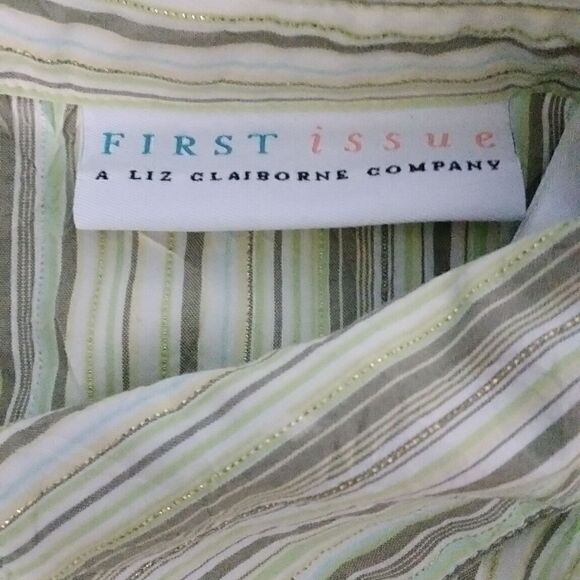 FIRST issue
A LIZ CLAIBORNE COMPANY